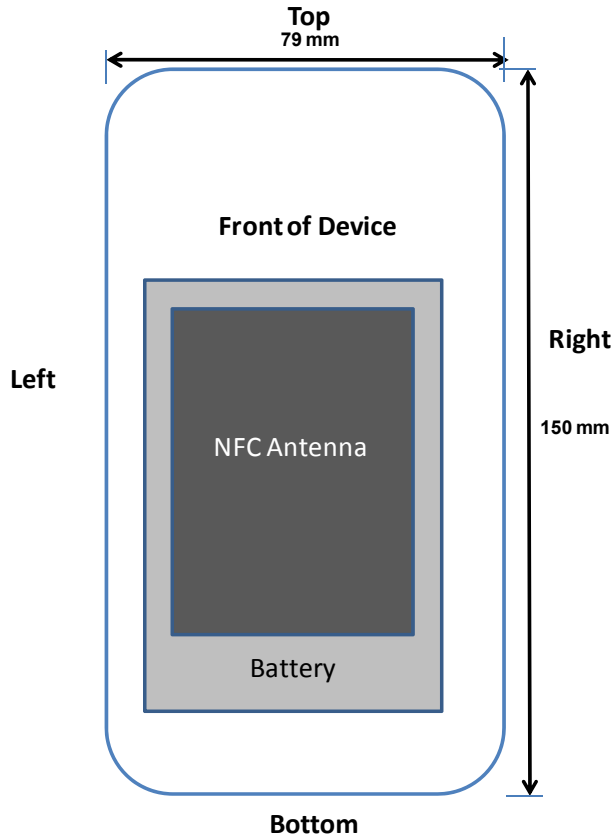 Top
79 mm
Front of Device
Right
Left
150 mm
NFC Antenna
Battery
Bottom